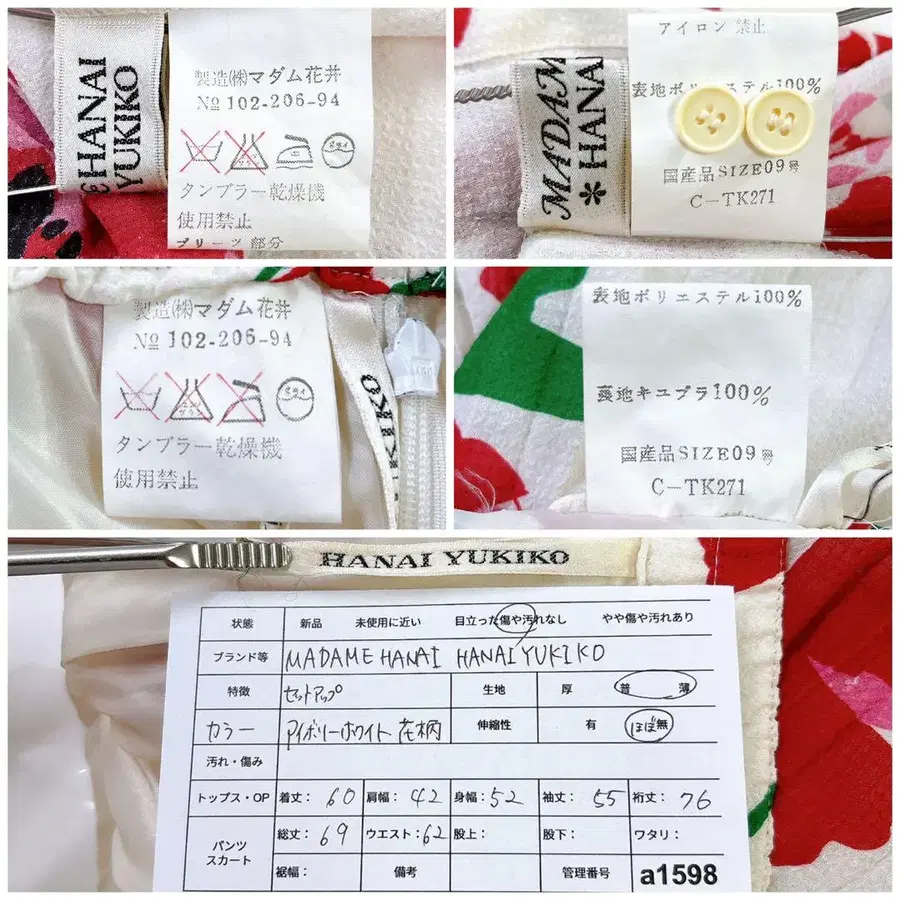 HANAI
YUKIKO
製造㈱マダム花井
№ 102-206-94
タンブラー乾燥機
使用禁止
プリーツ部分
アイロン禁止
MADAM
* HANA
表地ポリエステル100%
国産品SIZE09号
C-TK271
製造㈱マダム花井
№ 102-206-94
タンブラー乾燥機
使用禁止
YUKIKO
表地ポリエステル100%
裏地キュプラ100%
国産品SIZE09号
C-TK271
HANAI YUKIKO
状態 新品 未使用に近い 目立った傷や汚れなし やや傷や汚れあり
ブランド等 MADAME HANAI HANAI YUKIKO
特徴 セットアップ 生地 厚 普 薄
カラー アイボリーホワイト 花柄 伸縮性 有 ほぼ無
汚れ・傷み
トップス・OP 着丈: 60 肩幅: 42 身幅: 52 袖丈: 55 裄丈: 76
パンツ
スカート
総丈: 69 ウエスト: 62 股上: 股下: ワタリ:
裾幅: 備考 管理番号 a1598